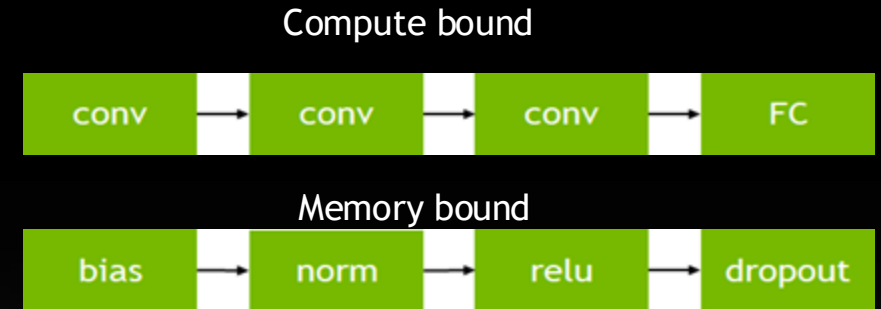 Compute bound
conv conv conv FC
Memory bound
bias norm relu dropout